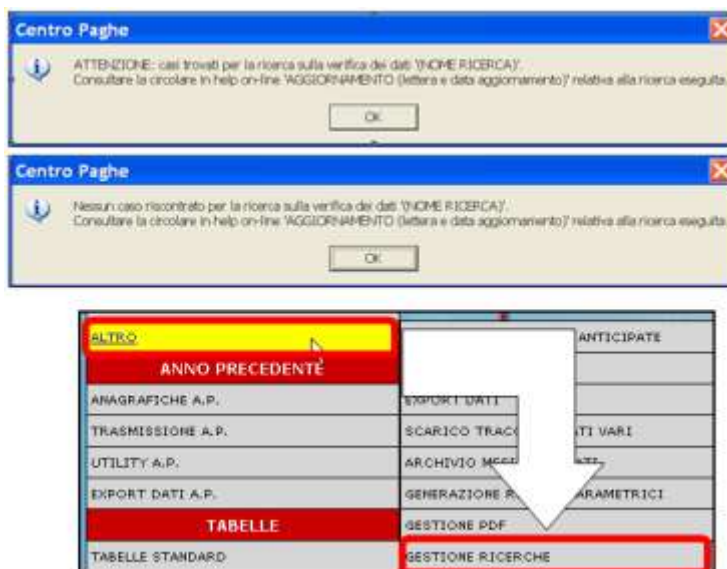 Centro Paghe
ATTENZIONE: casi trovati per la ricerca sulla verifica dei dati '(NOME RICERCA)'.
Consultare la circolare in help on-line 'AGGIORNAMENTO (lettera e data aggiornamento)' relativa alla ricerca eseguita
OK
Centro Paghe
Nessun caso riscontrato per la ricerca sulla verifica dei dati '(NOME RICERCA)'.
Consultare la circolare in help on-line 'AGGIORNAMENTO (lettera e data aggiornamento)' relativa alla ricerca eseguita
OK
ALTRO
ANTICIPATE
ANNO PRECEDENTE
ANAGRAFICHE A.P.
EXPORT DATI
TRASMISSIONE A.P.
SCARICO TRACC
TI VARI
UTILITY A.P.
ARCHIVIO
EXPORT DATI A.P.
GENERAZIONE
ARAMETRICI
TABELLE
GESTIONE PDF
TABELLE STANDARD
GESTIONE RICERCHE